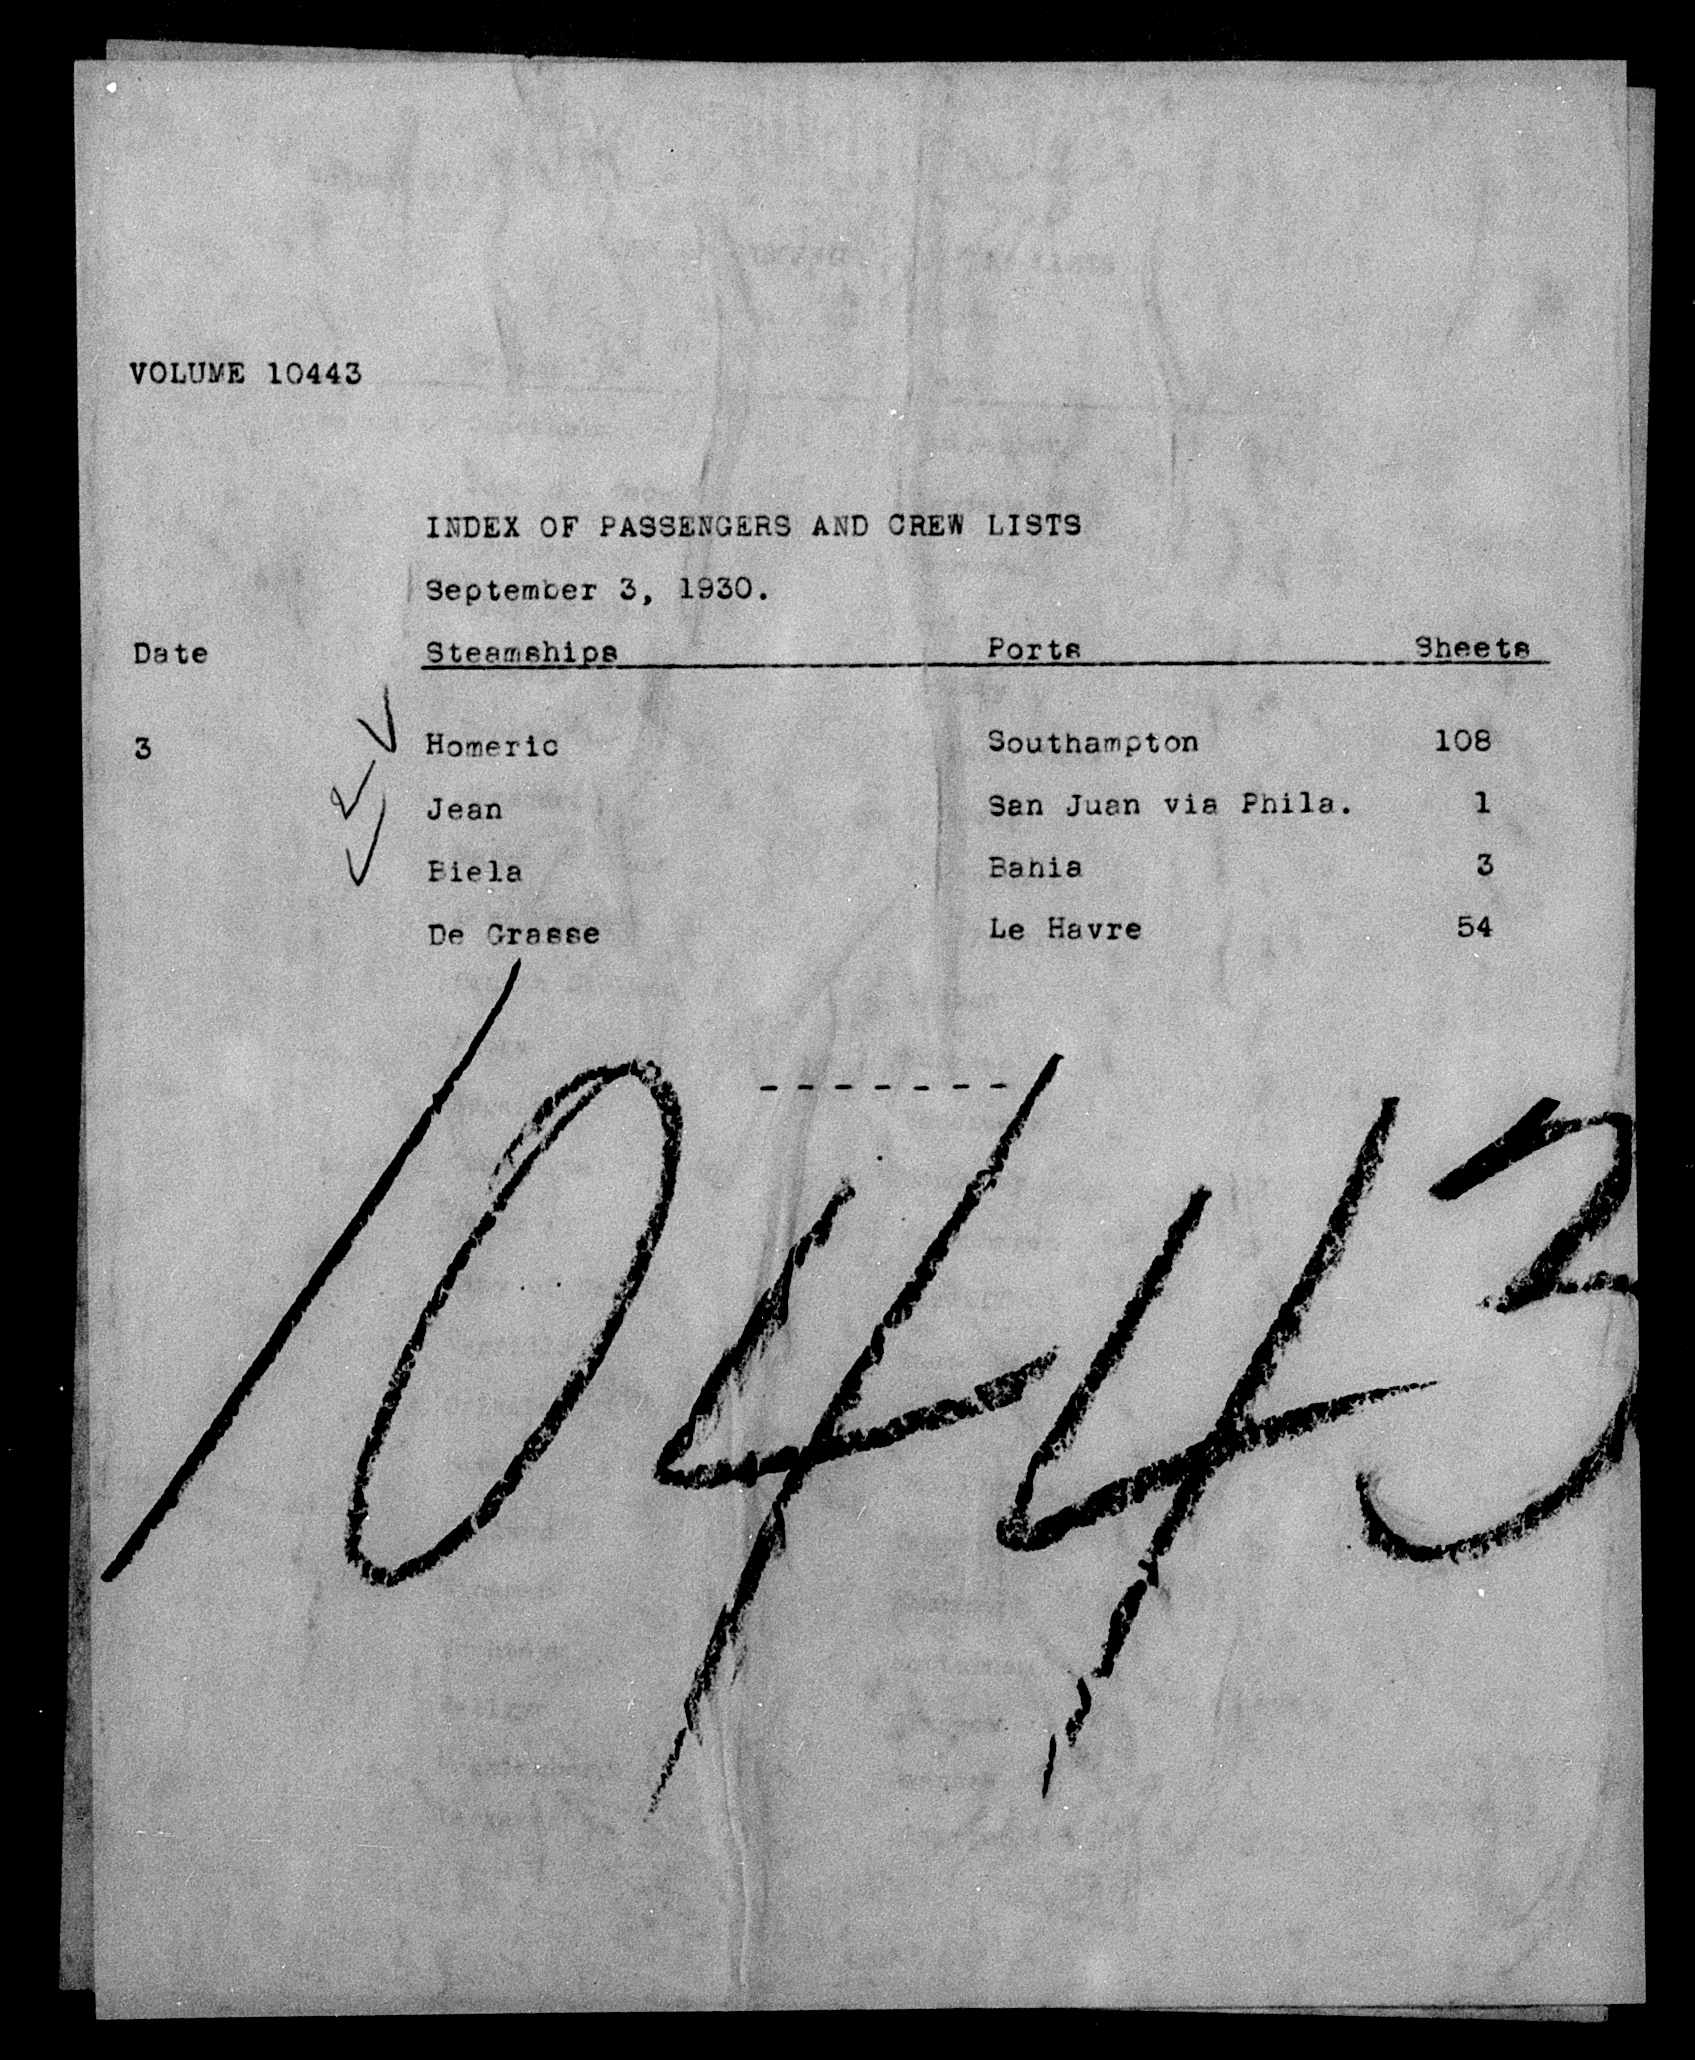 VOLUME 10443
INDEX OF PASSENGERS AND CREW LISTS
September 3, 1930.
Date Steamships Ports Sheets
3 Homeric Southampton 108
Jean San Juan via Phila. 1
Biela Bahia 3
De Grasse Le Havre 54
- - - - - - -
10443